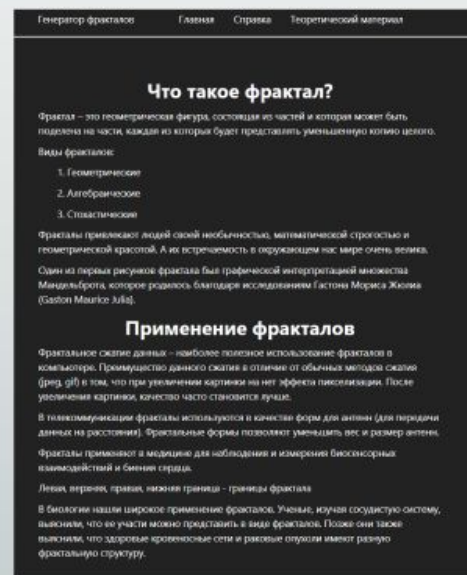 Генератор фракталов Главная Справка Теоретический материал
Что такое фрактал?
Фрактал – это геометрическая фигура, состоящая из частей и которая может быть
поделена на части, каждая из которых будет представлять уменьшенную копию целого.
Виды фракталов:
1. Геометрические
2. Алгебраические
3. Стохастические
Фракталы привлекают людей своей необычностью, математической строгостью и
геометрической красотой. А их встречаемость в окружающем нас мире очень велика.
Один из первых рисунков фрактала был графической интерпретацией множества
Мандельброта, которое родилось благодаря исследованиям Гастона Мориса Жюлиа
(Gaston Maurice Julia).
Применение фракталов
Фрактальное сжатие данных – наиболее полезное использование фракталов в
компьютере. Преимущество данного сжатия в отличие от обычных методов сжатия
(jpeg, gif) в том, что при увеличении картинки на нет эффекта пикселизации. После
увеличения картинки, качество часто становится лучше.
В телекоммуникации фракталы используются в качестве форм для антенн (для передачи
данных на расстояния). Фрактальные формы позволяют уменьшить вес и размер антенн.
Фракталы применяют в медицине для наблюдения и измерения биосенсорных
взаимодействий и биения сердца.
Левая, верхняя, правая, нижняя граница - границы фрактала
В биологии нашли широкое применение фракталов. Ученые, изучая сосудистую систему,
выяснили, что ее участи можно представить в виде фракталов. Позже они также
выяснили, что здоровые кровеносные сети и раковые опухоли имеют разную
фрактальную структуру.